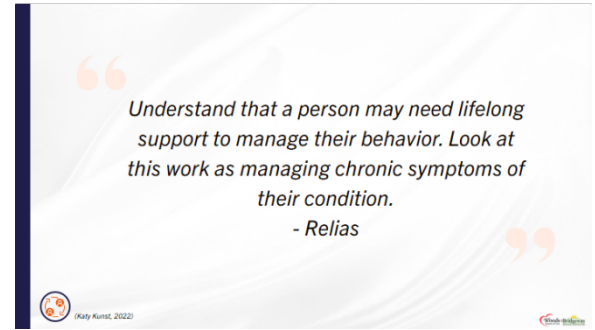 Understand that a person may need lifelong
support to manage their behavior. Look at
this work as managing chronic symptoms of
their condition.
- Relias
(Katy Kunst, 2022)